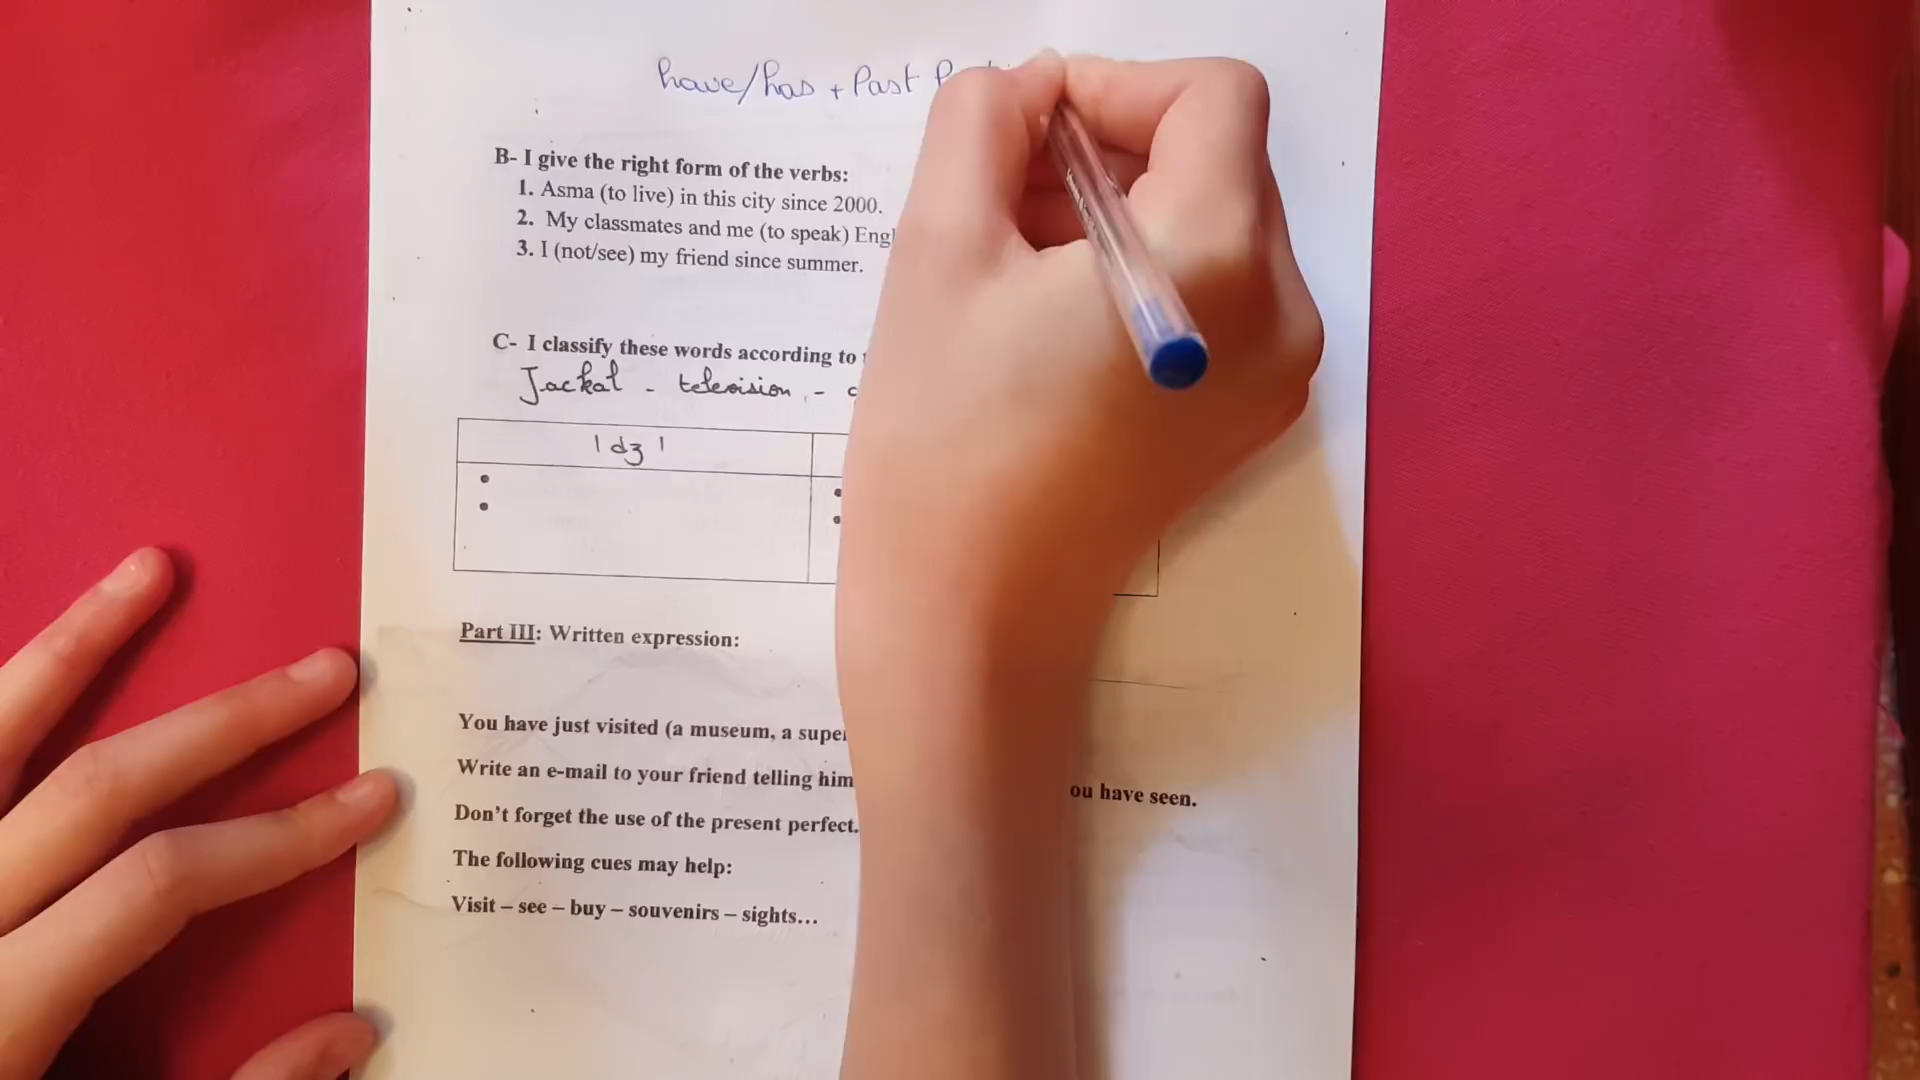 have/has + Past
B- I give the right form of the verbs:
1. Asma (to live) in this city since 2000.
2. My classmates and me (to speak)
3. I (not/see) my friend since summer.
C- I classify these words according to
Jackal - television -
| dʒ |
Part III: Written expression:
You have just visited (a museum, a
Write an e-mail to your friend telling him
ou have seen.
Don't forget the use of the present perfect.
The following cues may help:
Visit – see – buy – souvenirs – sights...